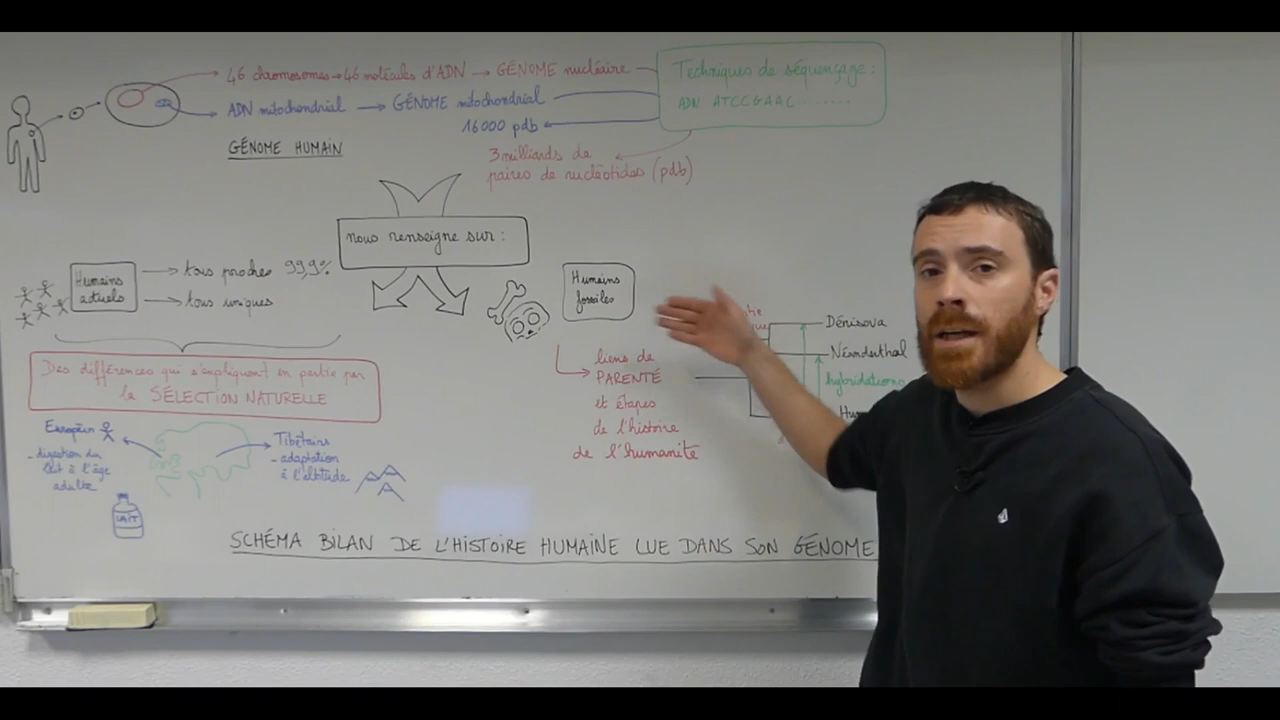 46 chromosomes → 46 molécules d'ADN → GÉNOME nucléaire
ADN mitochondrial → GÉNOME mitochondrial
16000 pdb
GÉNOME HUMAIN
3 milliards de
paires de nucléotides (pdb)
Techniques de séquençage :
ADN ATCCGAAC........
nous renseigne sur :
Humains
actuels
tous proches 99,9%
tous uniques
Des différences qui s'expliquent en partie par
la SÉLECTION NATURELLE
Européen
- digestion du
lait à l'âge
adulte
LAIT
Tibétains
- adaptation
à l'altitude
Humains
fossiles
liens de
PARENTÉ
et étapes
de l'histoire
de l'humanité
Dénisova
Néanderthal
hybridations
SCHÉMA BILAN DE L'HISTOIRE HUMAINE LUE DANS SON GÉNOME